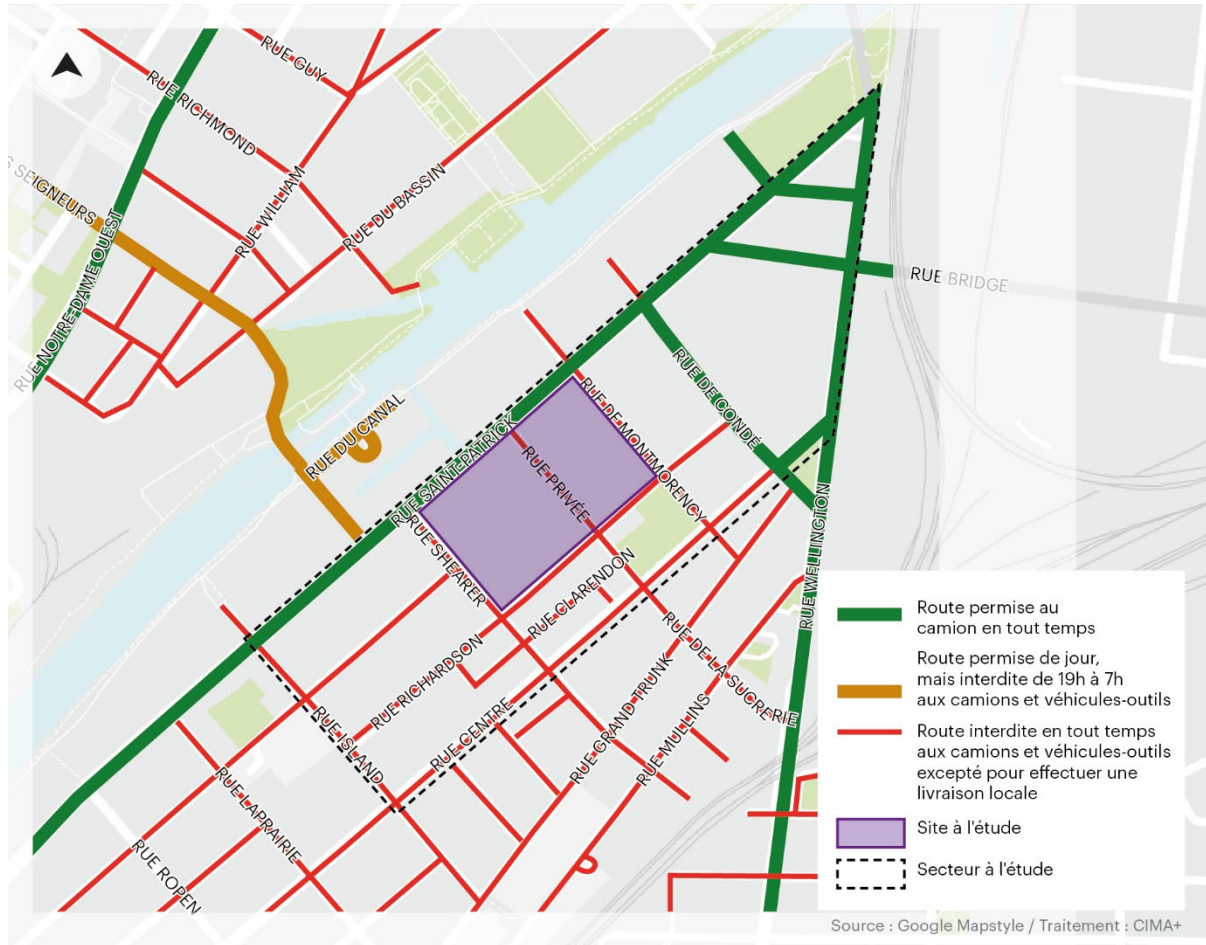 RUE GUY
RUE RICHMOND
S SEIGNEURS
RUE WILLIAM
RUE DU BASSIN
RUE NOTRE-DAME OUEST
RUE BRIDGE
RUE DU CANAL
RUE SAINT-PATRICK
RUE DE CONDÉ
RUE DE MONTMORENCY
RUE PRIVÉE
RUE SHEARER
RUE CLARENDON
RUE WELLINGTON
RUE RICHARDSON
RUE DE LA SUCRERIE
RUE CENTRE
RUE GRAND TRUNK
RUE MULLINS
RUE ISLAND
RUE LAPRAIRIE
RUE ROPEN
Route permise au
camion en tout temps
Route permise de jour,
mais interdite de 19h à 7h
aux camions et véhicules-outils
Route interdite en tout temps
aux camions et véhicules-outils
excepté pour effectuer une
livraison locale
Site à l'étude
Secteur à l'étude
Source : Google Mapstyle / Traitement : CIMA+